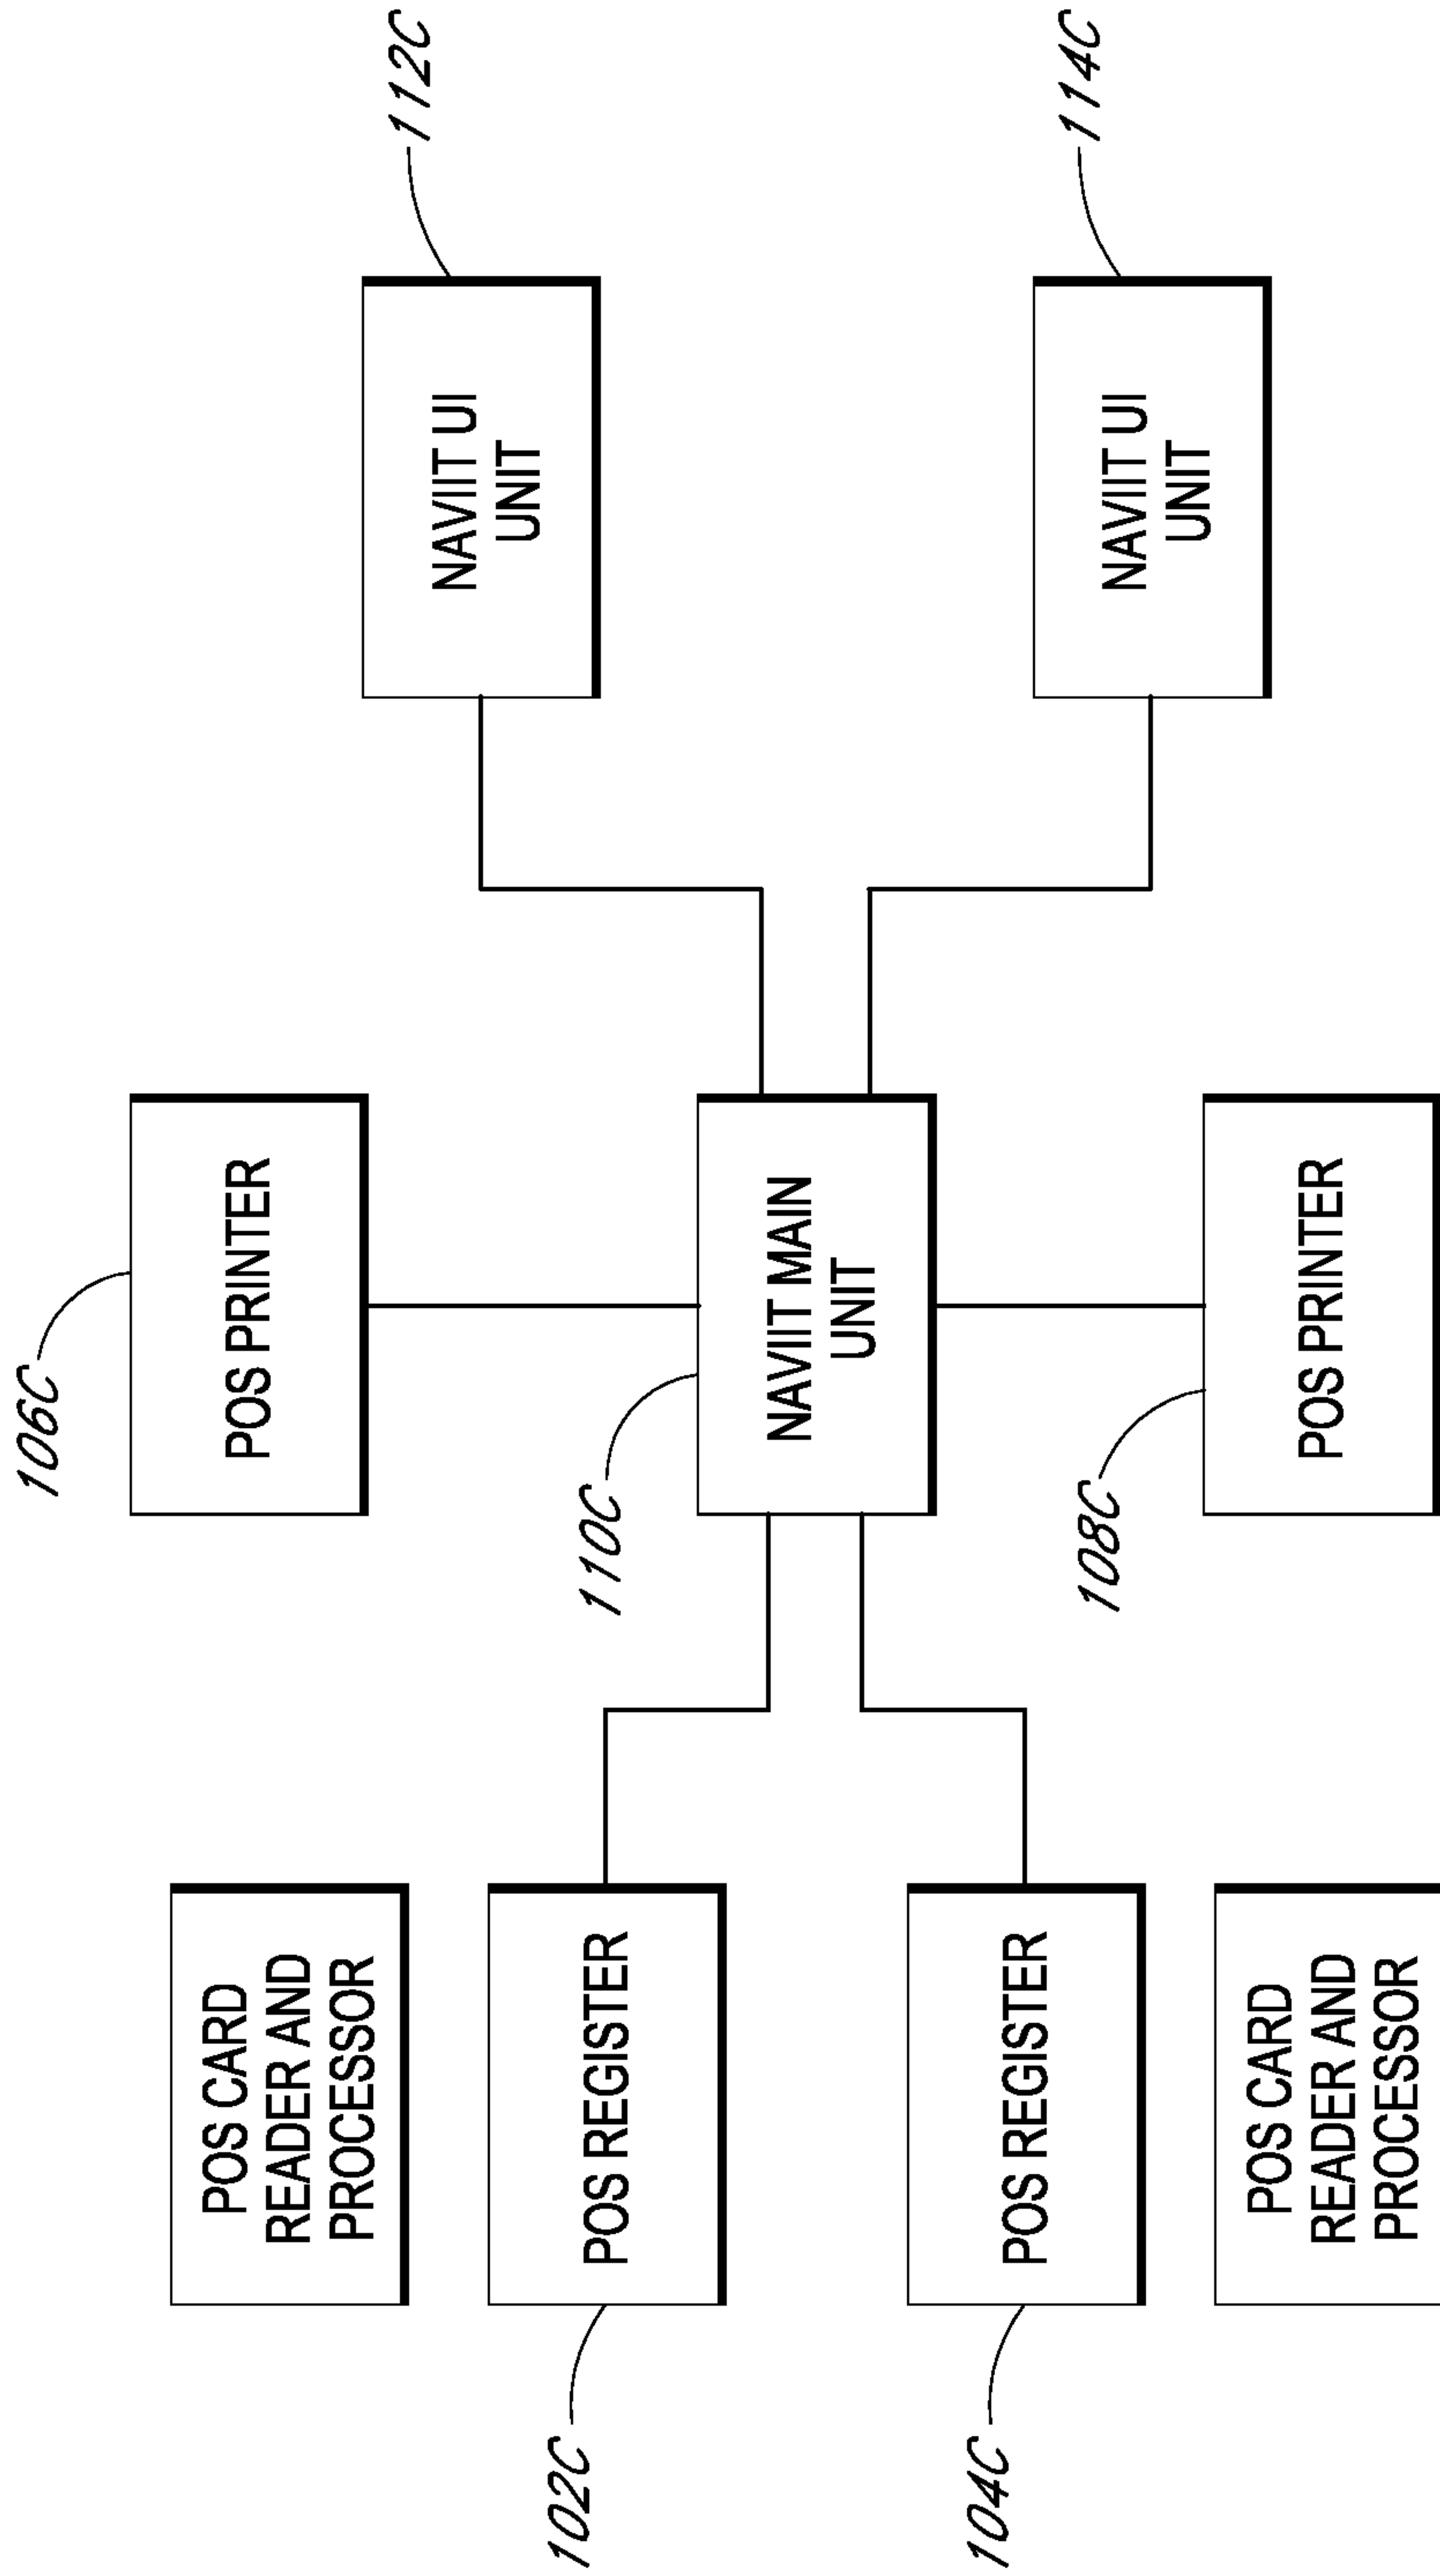 106C
POS PRINTER
POS CARD
READER AND
PROCESSOR
112C
NAVIIT UI
UNIT
102C
POS REGISTER
110C
NAVIIT MAIN
UNIT
104C
POS REGISTER
114C
NAVIIT UI
UNIT
POS CARD
READER AND
PROCESSOR
108C
POS PRINTER